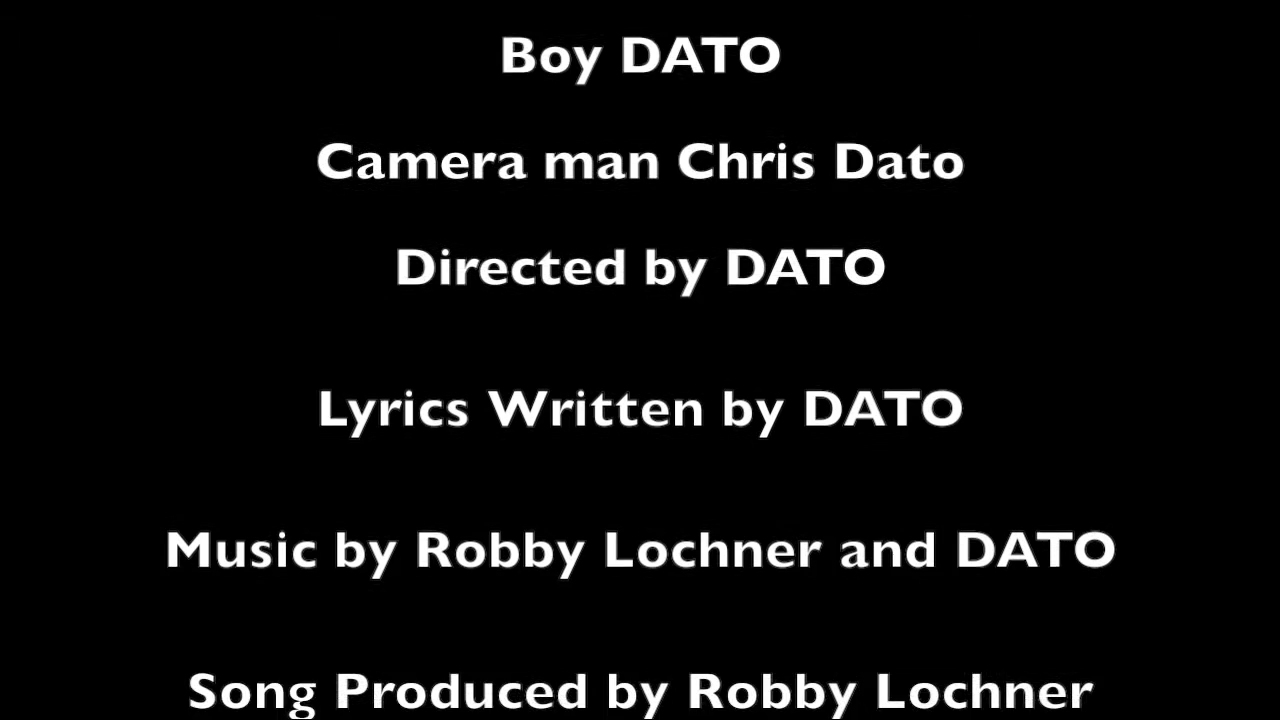 Boy DATO
Camera man Chris Dato
Directed by DATO
Lyrics Written by DATO
Music by Robby Lochner and DATO
Song Produced by Robby Lochner